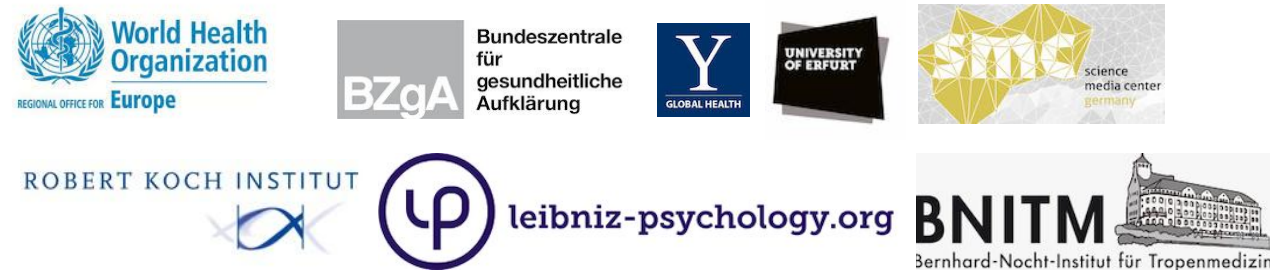 World Health
Organization
REGIONAL OFFICE FOR Europe
BZgA
Bundeszentrale
für
gesundheitliche
Aufklärung
Y
GLOBAL HEALTH
UNIVERSITY
OF ERFURT
smc
science
media center
germany
ROBERT KOCH INSTITUT
leibniz-psychology.org
BNITM
Bernhard-Nocht-Institut für Tropenmedizin